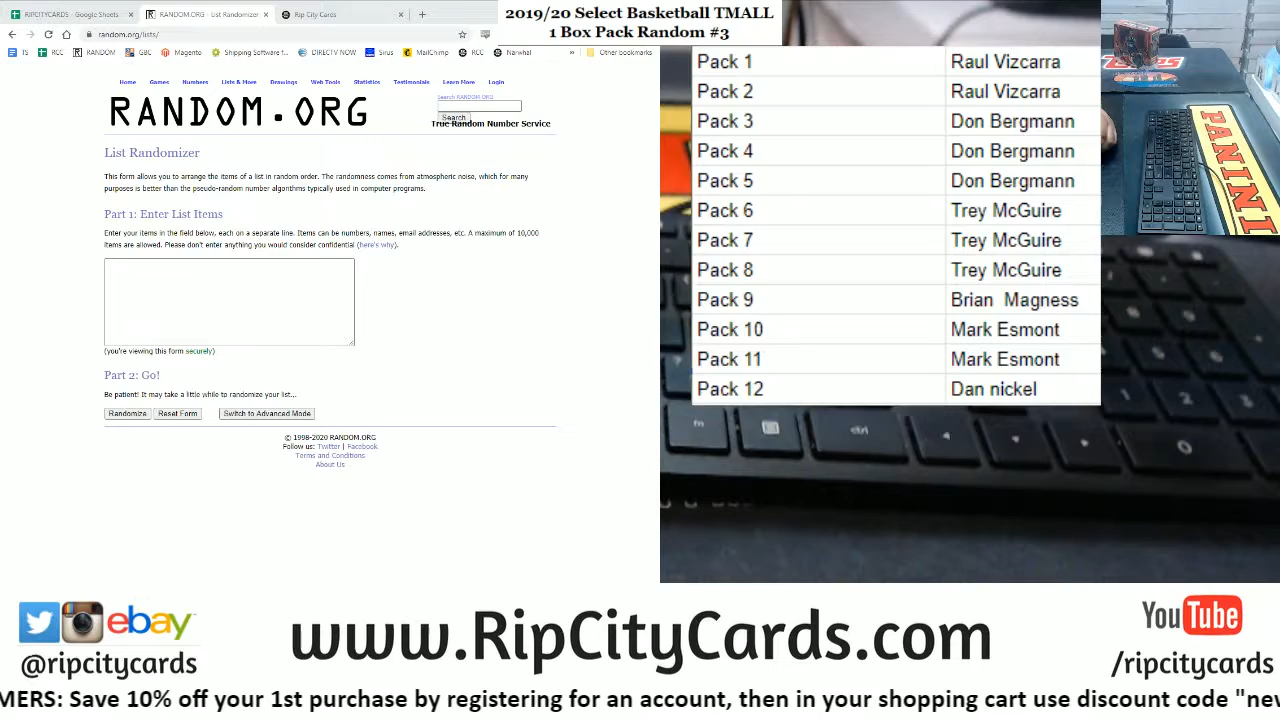 RIPCITYCARDS - Google Sheets
RANDOM.ORG - List Randomizer
Rip City Cards
random.org/lists/
TS
RCC
RANDOM
GBC
Magento
Shipping Software f
DIRECTV NOW
Sirus
MailChimp
RCC
Narwhal
»
Other bookmarks
2019/20 Select Basketball TMALL
1 Box Pack Random #3
Home Games Numbers Lists & More Drawings Web Tools Statistics Testimonials Learn More Login
RANDOM.ORG
Search RANDOM.ORG
Search
True Random Number Service
List Randomizer
This form allows you to arrange the items of a list in random order. The randomness comes from atmospheric noise, which for many
purposes is better than the pseudo-random number algorithms typically used in computer programs.
Part 1: Enter List Items
Enter your items in the field below, each on a separate line. Items can be numbers, names, email addresses, etc. A maximum of 10,000
items are allowed. Please don't enter anything you would consider confidential (here's why).
(you're viewing this form securely)
Part 2: Go!
Be patient! It may take a little while to randomize your list...
Randomize Reset Form Switch to Advanced Mode
© 1998-2020 RANDOM.ORG
Follow us: Twitter | Facebook
Terms and Conditions
About Us
Pack 1 Raul Vizcarra
Pack 2 Raul Vizcarra
Pack 3 Don Bergmann
Pack 4 Don Bergmann
Pack 5 Don Bergmann
Pack 6 Trey McGuire
Pack 7 Trey McGuire
Pack 8 Trey McGuire
Pack 9 Brian Magness
Pack 10 Mark Esmont
Pack 11 Mark Esmont
Pack 12 Dan nickel
PANINI
fn
ctrl
1
2
0
ebay
@ripcitycards
www.RipCityCards.com
YouTube
/ripcitycards
MERS: Save 10% off your 1st purchase by registering for an account, then in your shopping cart use discount code "nev